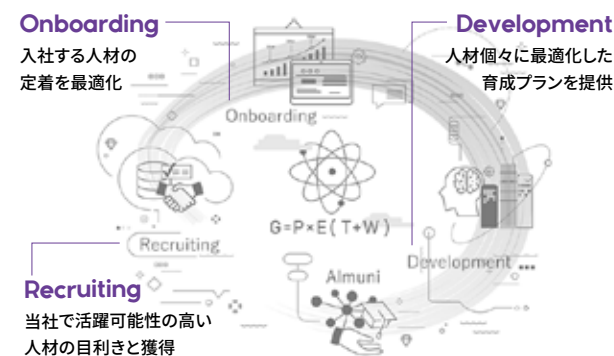 Onboarding
入社する人材の
定着を最適化
Development
人材個々に最適化した
育成プランを提供
Onboarding
G=P×E(T+W)
Recruiting
Development
Almuni
Recruiting
当社で活躍可能性の高い
人材の目利きと獲得